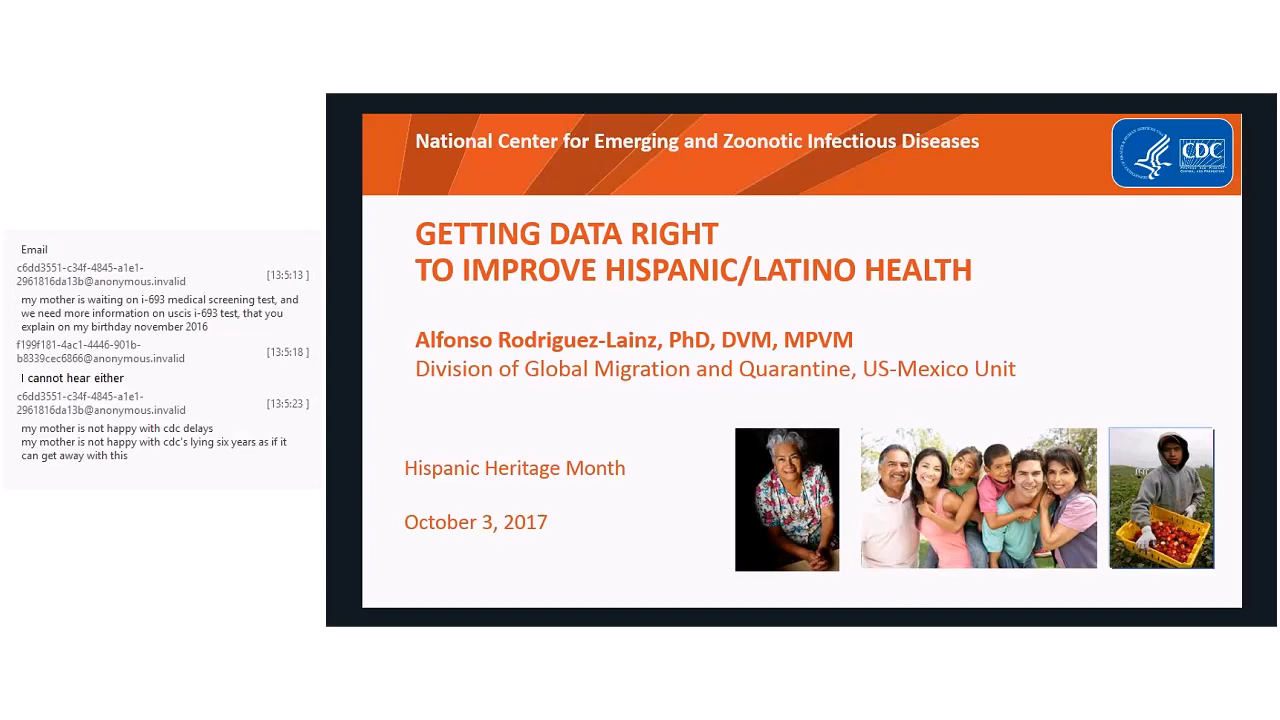 Email
c6dd3551-c34f-4845-a1e1-
2961816da13b@anonymous.invalid
[13:5:13 ]
my mother is waiting on i-693 medical screening test, and
we need more information on uscis i-693 test, that you
explain on my birthday november 2016
f199f181-4ac1-4446-901b-
b8339cec6866@anonymous.invalid
[13:5:18 ]
I cannot hear either
c6dd3551-c34f-4845-a1e1-
2961816da13b@anonymous.invalid
[13:5:23 ]
my mother is not happy with cdc delays
my mother is not happy with cdc's lying six years as if it
can get away with this
National Center for Emerging and Zoonotic Infectious Diseases
CDC
GETTING DATA RIGHT
TO IMPROVE HISPANIC/LATINO HEALTH
Alfonso Rodriguez-Lainz, PhD, DVM, MPVM
Division of Global Migration and Quarantine, US-Mexico Unit
Hispanic Heritage Month
October 3, 2017